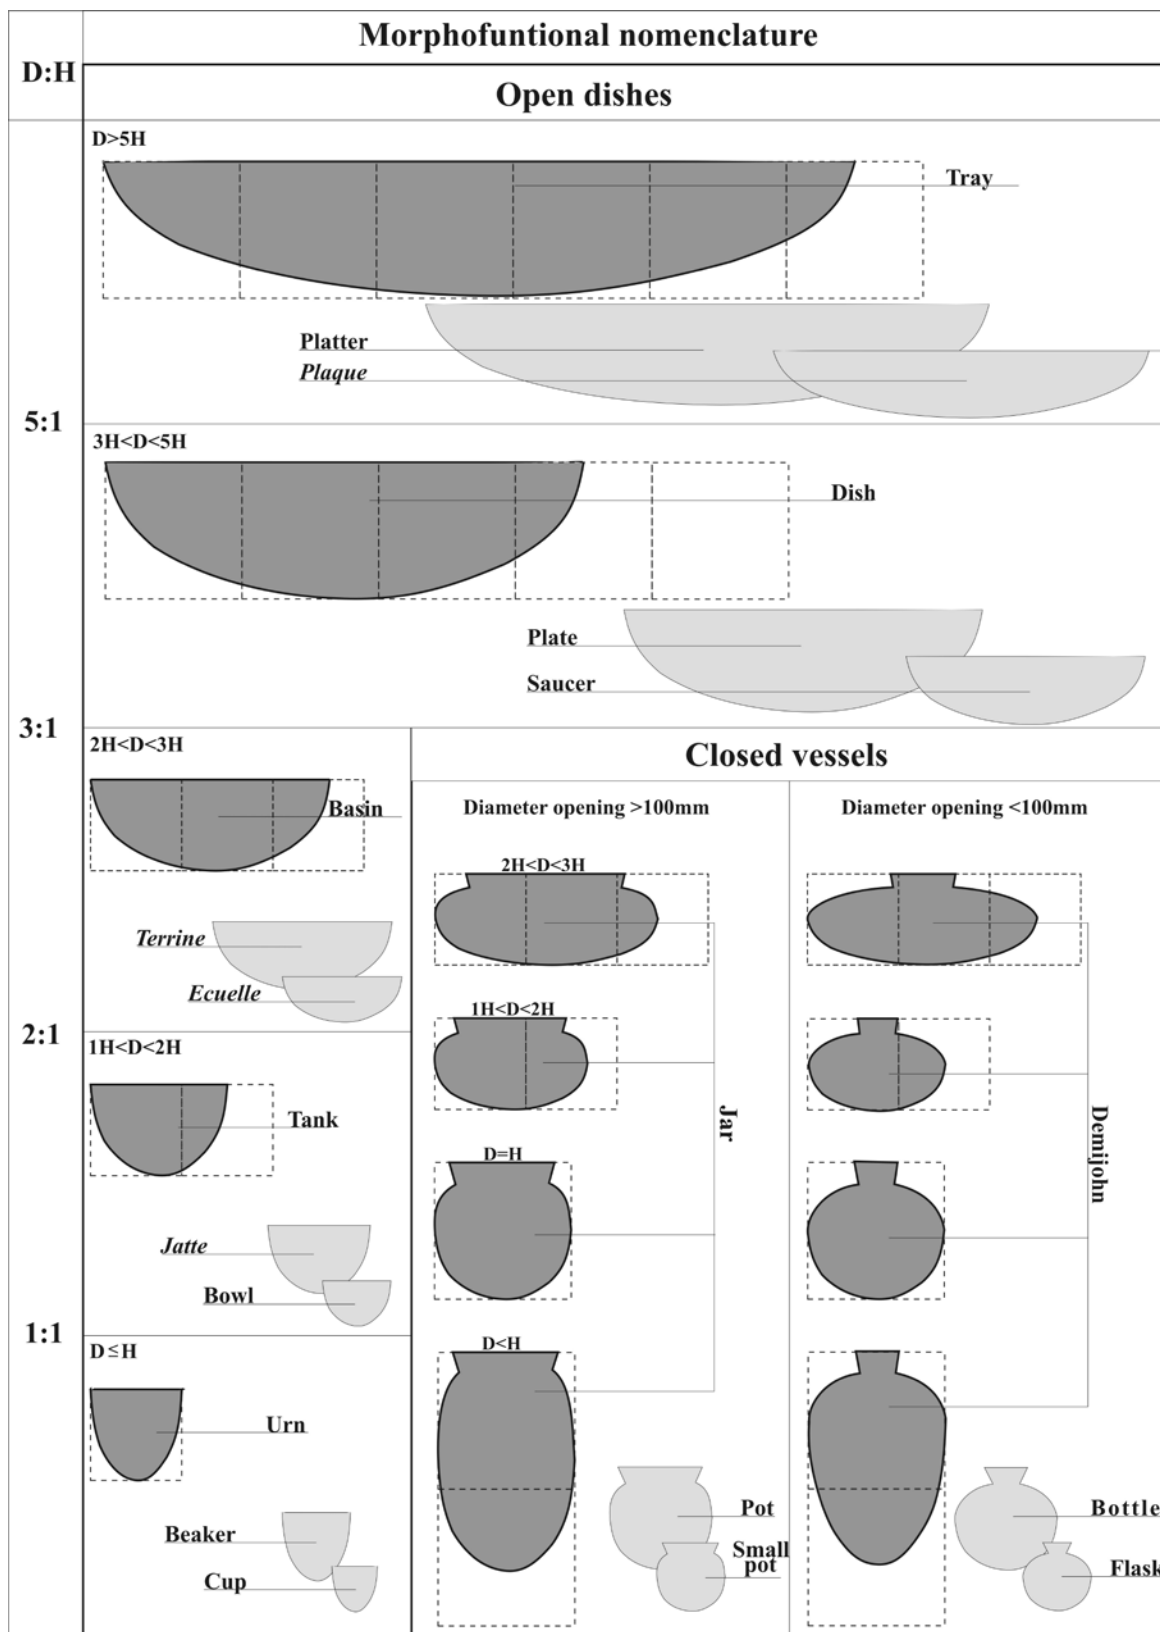 Morphofuntional nomenclature
D:H
Open dishes
D>5H
Tray
Platter
Plaque
5:1
3H<D<5H
Dish
Plate
Saucer
3:1
2H<D<3H
Basin
Terrine
Ecuelle
2:1
1H<D<2H
Tank
Jatte
Bowl
1:1
D≤H
Urn
Beaker
Cup
Closed vessels
Diameter opening >100mm
2H<D<3H
1H<D<2H
D=H
D<H
Jar
Pot
Small
pot
Diameter opening <100mm
Demijohn
Bottle
Flask